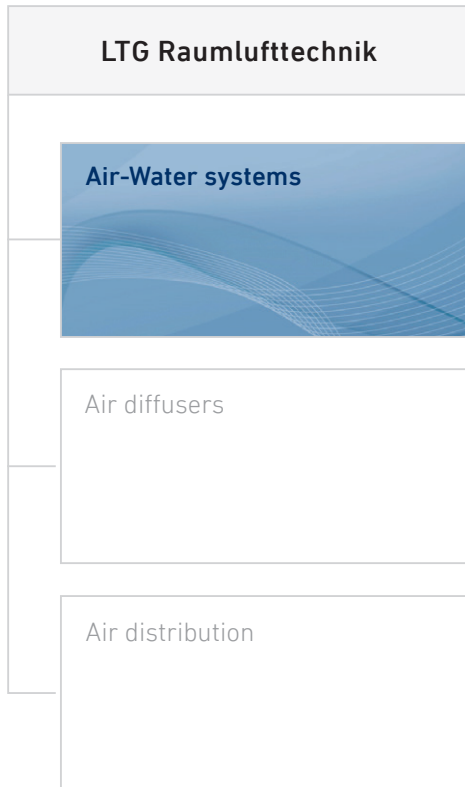 LTG Raumlufttechnik
Air-Water systems
Air diffusers
Air distribution